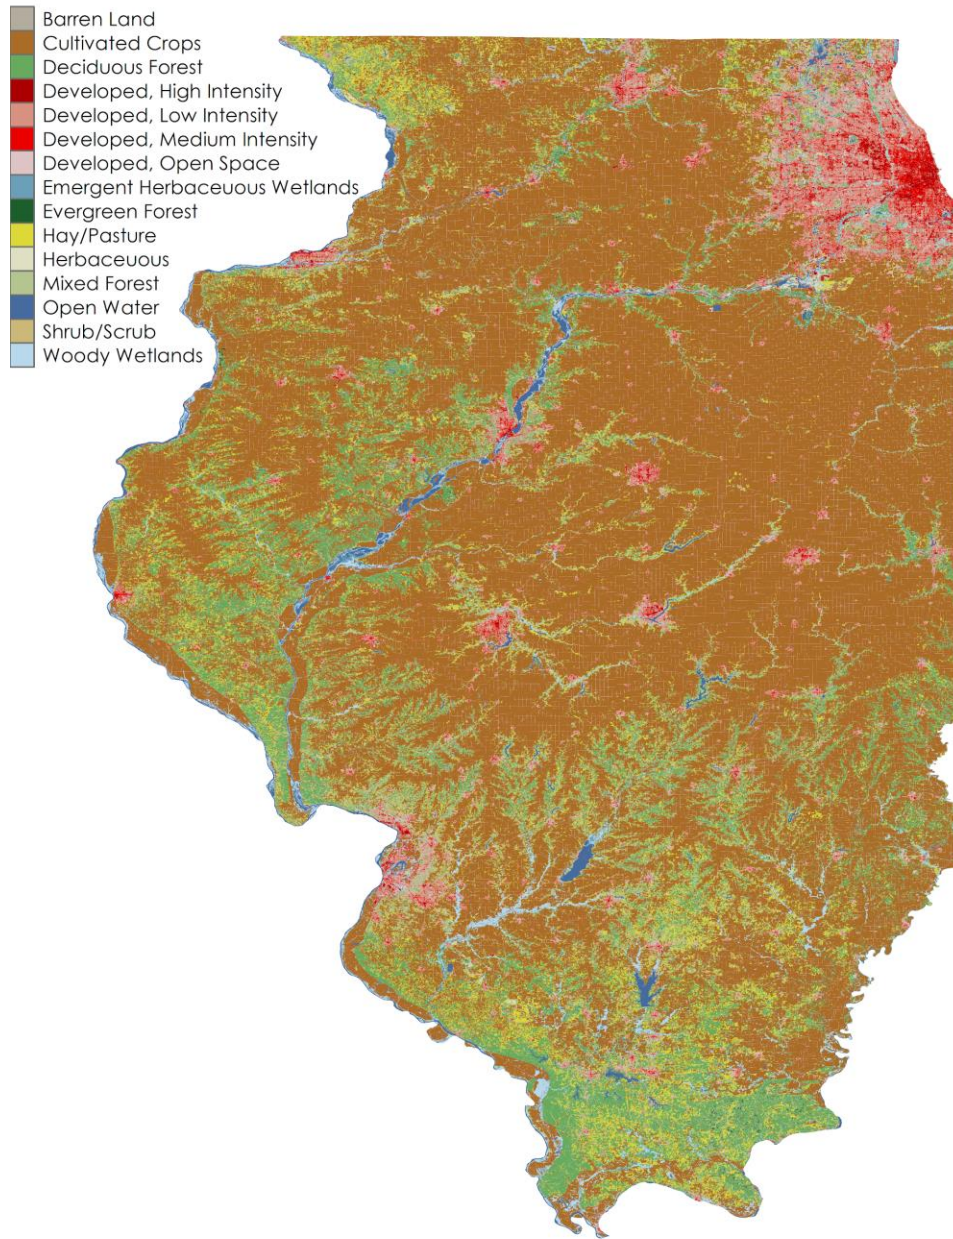 Barren Land
Cultivated Crops
Deciduous Forest
Developed, High Intensity
Developed, Low Intensity
Developed, Medium Intensity
Developed, Open Space
Emergent Herbaceuous Wetlands
Evergreen Forest
Hay/Pasture
Herbaceuous
Mixed Forest
Open Water
Shrub/Scrub
Woody Wetlands